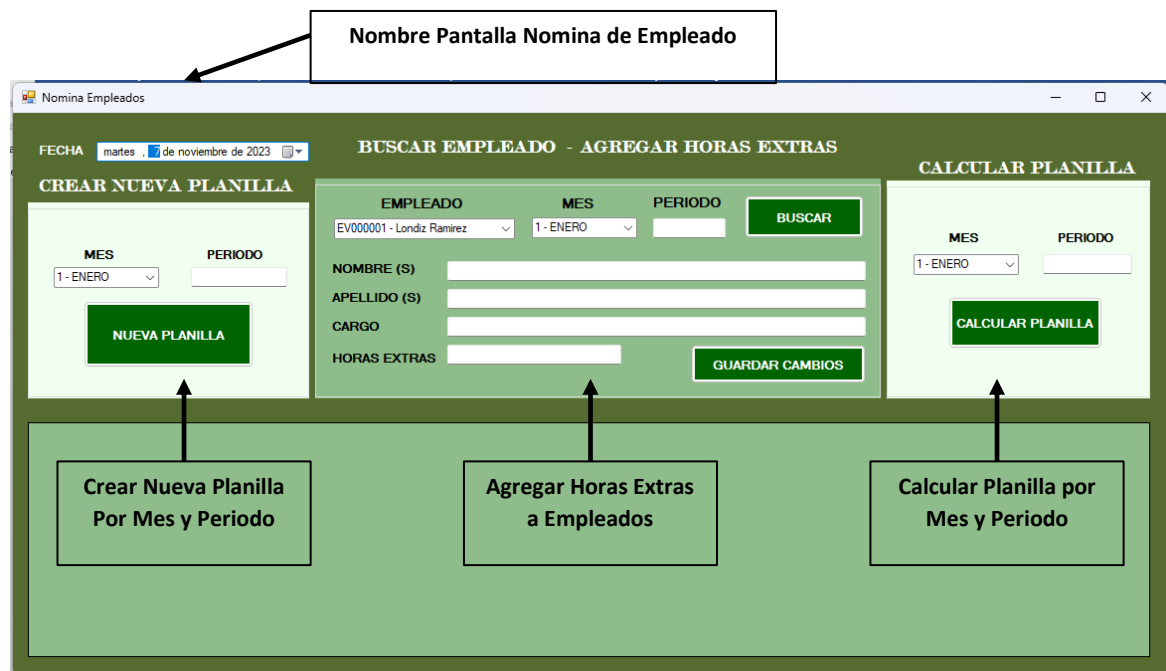 Nombre Pantalla Nomina de Empleado
Nomina Empleados
FECHA martes , 7 de noviembre de 2023
BUSCAR EMPLEADO - AGREGAR HORAS EXTRAS
CREAR NUEVA PLANILLA
CALCULAR PLANILLA
MES PERIODO
1 - ENERO
NUEVA PLANILLA
EMPLEADO MES PERIODO
EV000001 - Londiz Ramirez 1 - ENERO BUSCAR
NOMBRE (S)
APELLIDO (S)
CARGO
HORAS EXTRAS
GUARDAR CAMBIOS
MES PERIODO
1 - ENERO
CALCULAR PLANILLA
Crear Nueva Planilla
Por Mes y Periodo
Agregar Horas Extras
a Empleados
Calcular Planilla por
Mes y Periodo